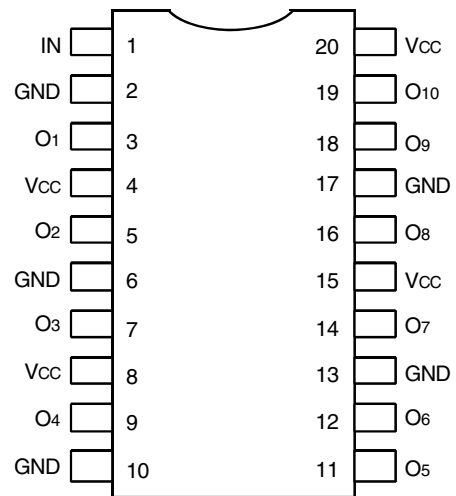 IN 1 20 VCC
GND 2 19 O10
O1 3 18 O9
VCC 4 17 GND
O2 5 16 O8
GND 6 15 VCC
O3 7 14 O7
VCC 8 13 GND
O4 9 12 O6
GND 10 11 O5